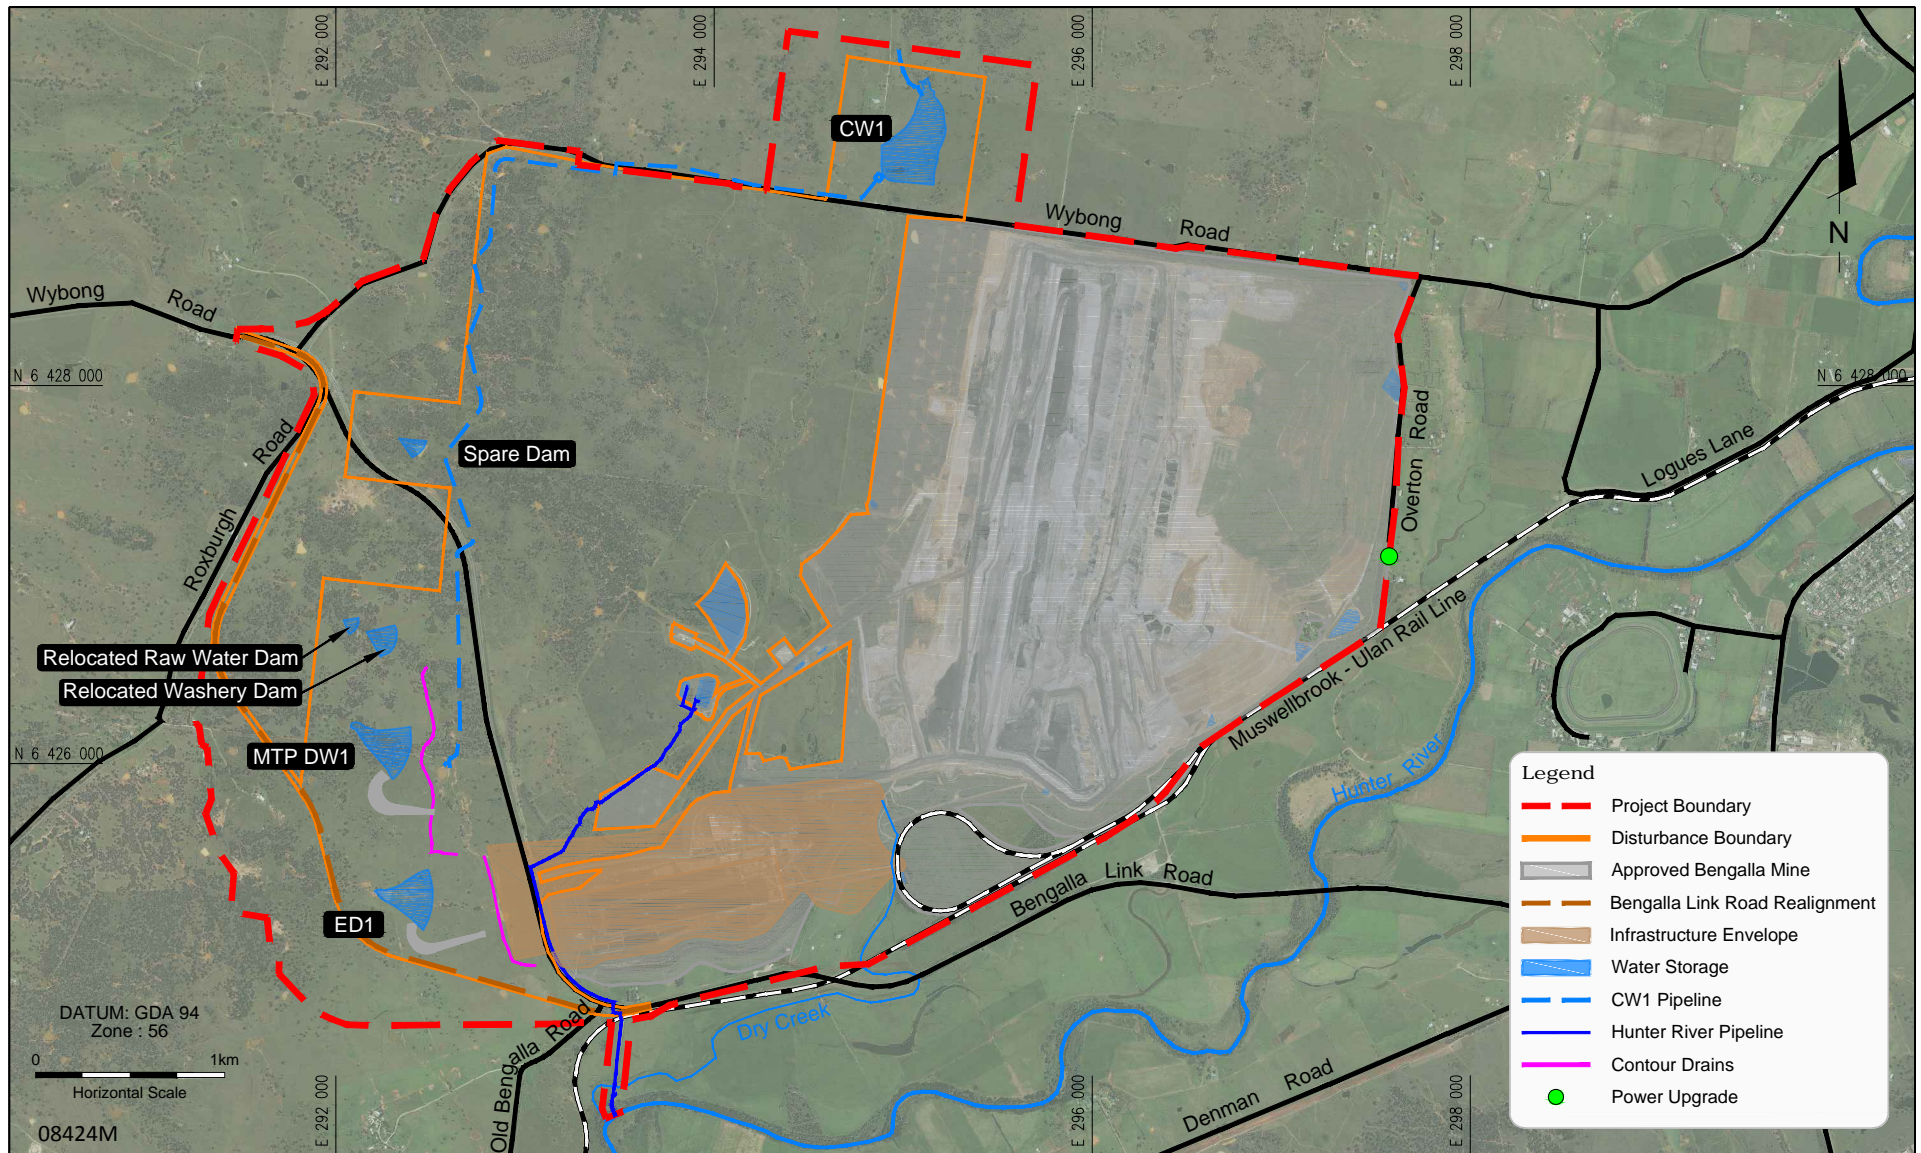 E 292 000
E 294 000
E 296 000
E 298 000
CW1
Wybong Road
N
Wybong Road
N 6 428 000
N 6 428 000
Road
Spare Dam
Overton Road
Logues Lane
Roxburgh
Relocated Raw Water Dam
Relocated Washery Dam
Muswellbrook - Ulan Rail Line
MTP DW1
N 6 426 000
Hunter River
Bengalla Link Road
ED1
Dry Creek
Old Bengalla Road
Denman Road
DATUM: GDA 94
Zone : 56
0 1km
Horizontal Scale
08424M
E 292 000
E 296 000
E 298 000
Legend
Project Boundary
Disturbance Boundary
Approved Bengalla Mine
Bengalla Link Road Realignment
Infrastructure Envelope
Water Storage
CW1 Pipeline
Hunter River Pipeline
Contour Drains
Power Upgrade